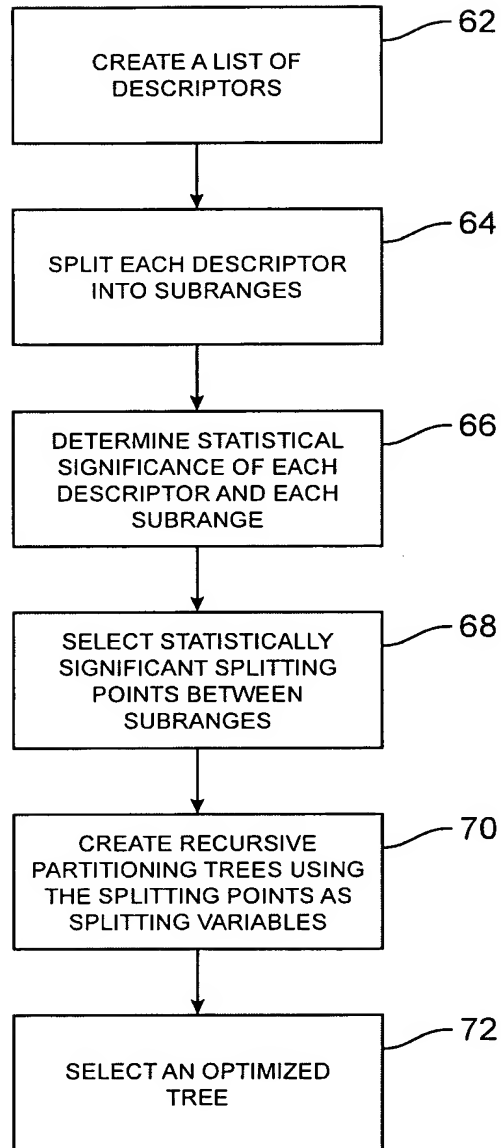 62
CREATE A LIST OF
DESCRIPTORS
64
SPLIT EACH DESCRIPTOR
INTO SUBRANGES
66
DETERMINE STATISTICAL
SIGNIFICANCE OF EACH
DESCRIPTOR AND EACH
SUBRANGE
68
SELECT STATISTICALLY
SIGNIFICANT SPLITTING
POINTS BETWEEN
SUBRANGES
70
CREATE RECURSIVE
PARTITIONING TREES USING
THE SPLITTING POINTS AS
SPLITTING VARIABLES
72
SELECT AN OPTIMIZED
TREE